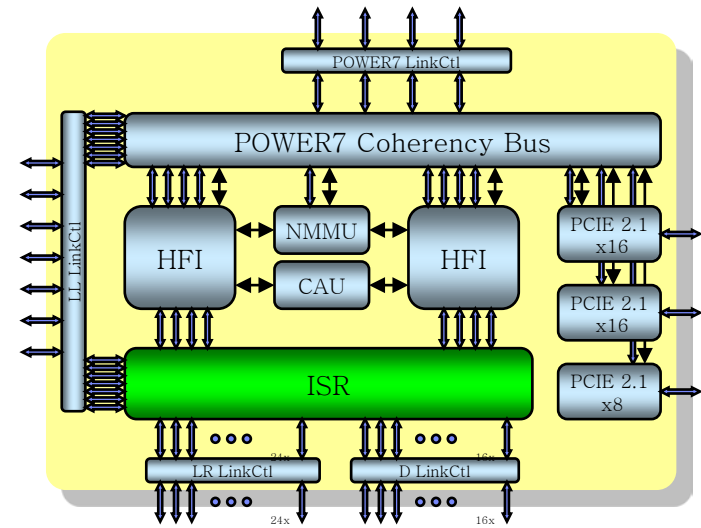 POWER7 LinkCtl
POWER7 Coherency Bus
LL LinkCtl
HFI
NMMU
HFI
PCIE 2.1
x16
CAU
PCIE 2.1
x16
ISR
PCIE 2.1
x8
24x
16x
LR LinkCtl
D LinkCtl
24x
16x